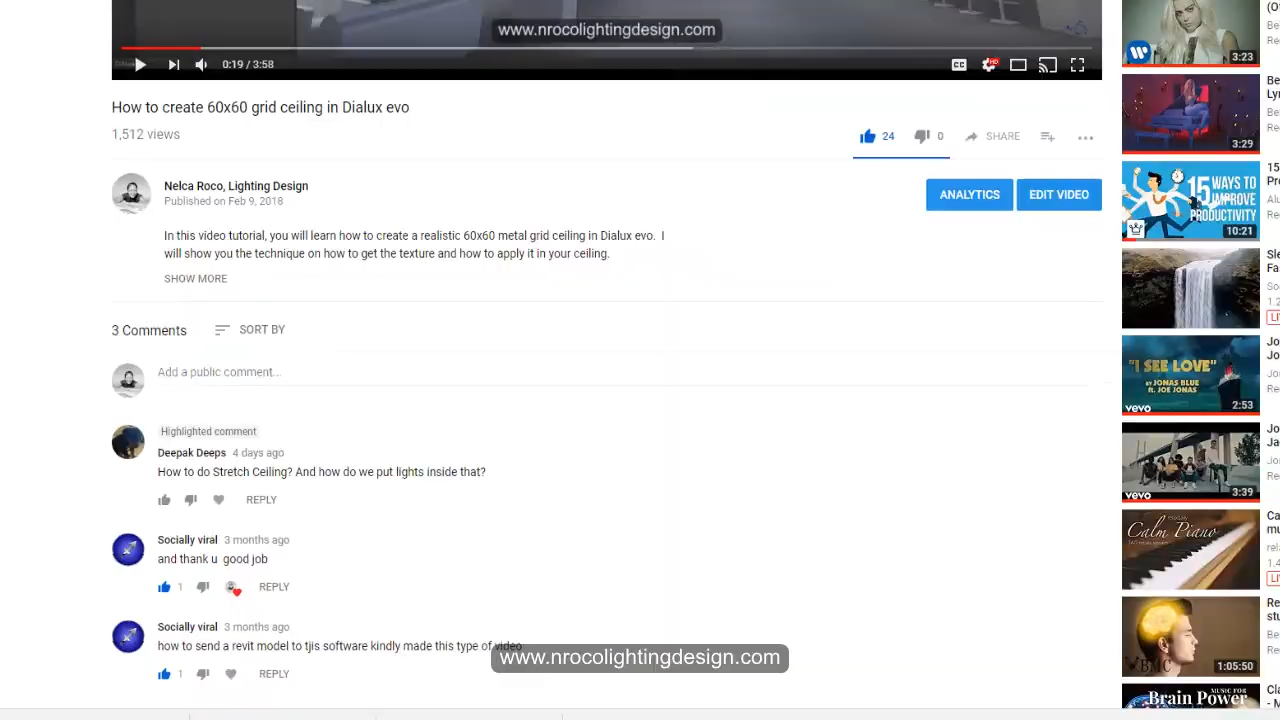 www.nrocolightingdesign.com
0:19 / 3:58
CC
HD
How to create 60x60 grid ceiling in Dialux evo
1,512 views
24
0
SHARE
Nelca Roco, Lighting Design
Published on Feb 9, 2018
ANALYTICS
EDIT VIDEO
In this video tutorial, you will learn how to create a realistic 60x60 metal grid ceiling in Dialux evo. I
will show you the technique on how to get the texture and how to apply it in your ceiling.
SHOW MORE
3 Comments
SORT BY
Add a public comment...
Highlighted comment
Deepak Deeps 4 days ago
How to do Stretch Ceiling? And how do we put lights inside that?
REPLY
Socially viral 3 months ago
and thank u good job
1
REPLY
Socially viral 3 months ago
how to send a revit model to tjis software kindly made this type of video
1
REPLY
www.nrocolightingdesign.com
3:23
3:29
15 WAYS TO
IMPROVE
PRODUCTIVITY
10:21
"I SEE LOVE"
BY JONAS BLUE
ft. JOE JONAS
vevo
2:53
vevo
3:39
Calm Piano
1:05:50
MUSIC FOR
Brain Power